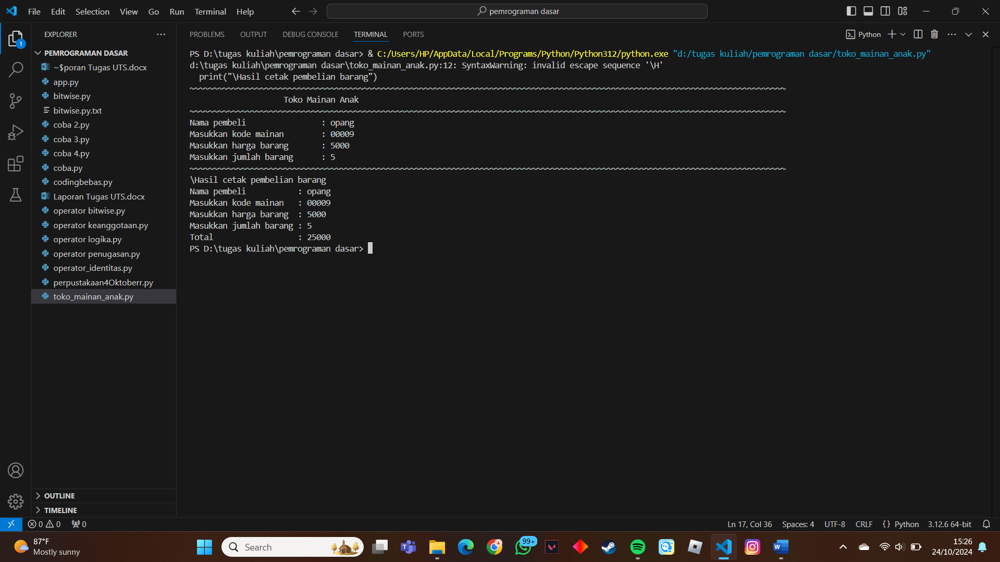 File Edit Selection View Go Run Terminal Help
pemrograman dasar
EXPLORER
PEMROGRAMAN DASAR
~$poran Tugas UTS.docx
app.py
bitwise.py
bitwise.py.txt
coba 2.py
coba 3.py
coba 4.py
coba.py
codingbebas.py
Laporan Tugas UTS.docx
operator bitwise.py
operator keanggotaan.py
operator logika.py
operator penugasan.py
operator_identitas.py
perpustakaan4Oktoberr.py
toko_mainan_anak.py
OUTLINE
TIMELINE
1
PROBLEMS OUTPUT DEBUG CONSOLE TERMINAL PORTS
Python
PS D:\tugas kuliah\pemrograman dasar> & C:/Users/HP/AppData/Local/Programs/Python/Python312/python.exe "d:/tugas kuliah/pemrograman dasar/toko_mainan_anak.py"
d:\tugas kuliah\pemrograman dasar\toko_mainan_anak.py:12: SyntaxWarning: invalid escape sequence '\H'
print("\Hasil cetak pembelian barang")
~~~~~~~~~~~~~~~~~~~~~~~~~~~~~~~~~~~~~~~~~~~~~~~~~~~~~~~~~~~~~~~~~~~~~~~~~~~~~~~~~~~~~~~~~~~~~~~~~~~~~~~~~~~~~~~~~~~~~~~~~~~~~~~
Toko Mainan Anak
~~~~~~~~~~~~~~~~~~~~~~~~~~~~~~~~~~~~~~~~~~~~~~~~~~~~~~~~~~~~~~~~~~~~~~~~~~~~~~~~~~~~~~~~~~~~~~~~~~~~~~~~~~~~~~~~~~~~~~~~~~~~~~~
Nama pembeli : opang
Masukkan kode mainan : 00009
Masukkan harga barang : 5000
Masukkan jumlah barang : 5
~~~~~~~~~~~~~~~~~~~~~~~~~~~~~~~~~~~~~~~~~~~~~~~~~~~~~~~~~~~~~~~~~~~~~~~~~~~~~~~~~~~~~~~~~~~~~~~~~~~~~~~~~~~~~~~~~~~~~~~~~~~~~~~
\Hasil cetak pembelian barang
Nama pembeli : opang
Masukkan kode mainan : 00009
Masukkan harga barang : 5000
Masukkan jumlah barang : 5
Total : 25000
PS D:\tugas kuliah\pemrograman dasar>
0 0 0
Ln 17, Col 36 Spaces: 4 UTF-8 CRLF {} Python 3.12.6 64-bit
87°F
Mostly sunny
Search
99+
15:26
24/10/2024